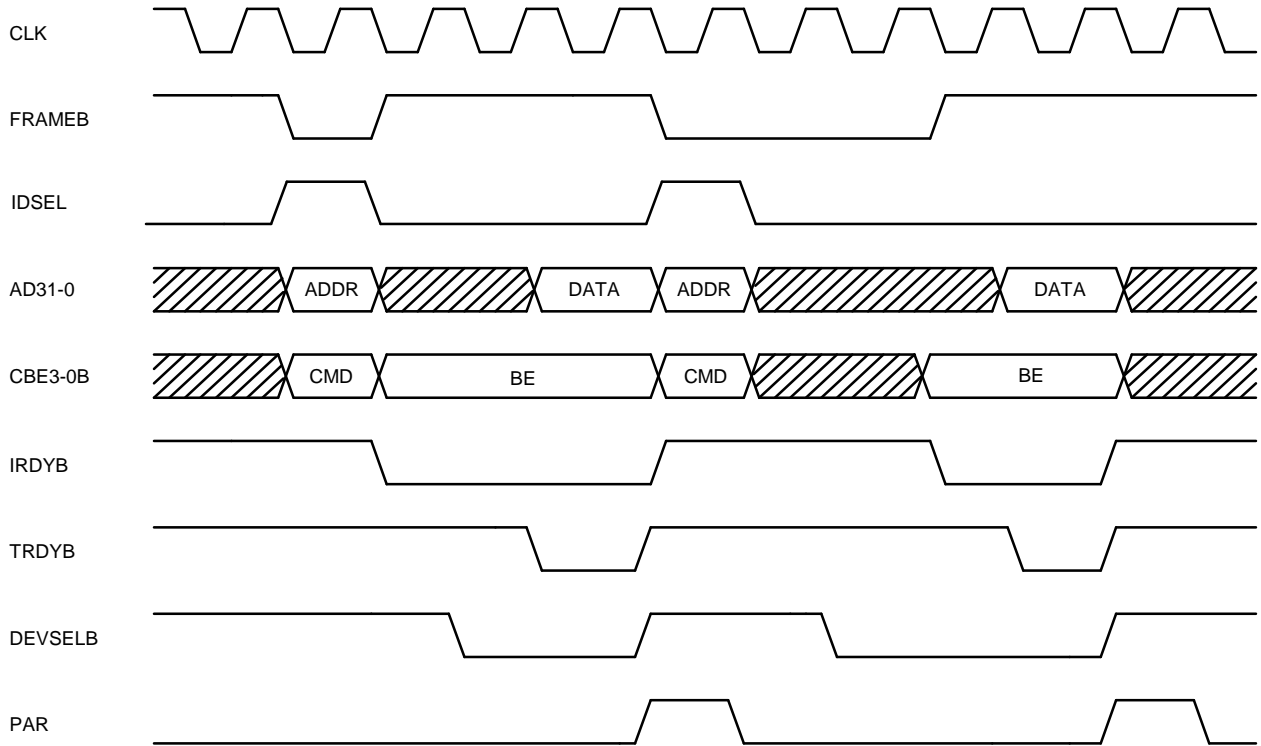 CLK
FRAMEB
IDSEL
AD31-0 ADDR DATA ADDR DATA
CBE3-0B CMD BE CMD BE
IRDYB
TRDYB
DEVSELB
PAR